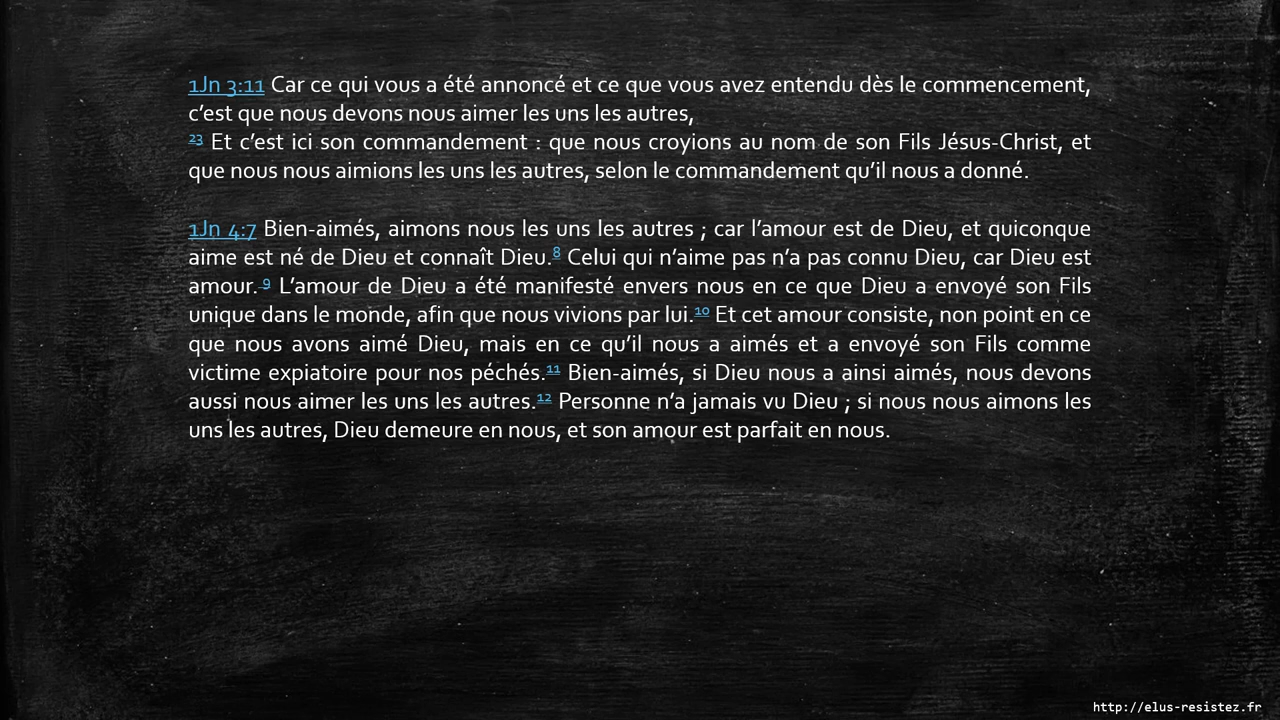 1Jn 3:11 Car ce qui vous a été annoncé et ce que vous avez entendu dès le commencement,
c’est que nous devons nous aimer les uns les autres,
23 Et c’est ici son commandement : que nous croyions au nom de son Fils Jésus-Christ, et
que nous nous aimions les uns les autres, selon le commandement qu’il nous a donné.
1Jn 4:7 Bien-aimés, aimons nous les uns les autres ; car l’amour est de Dieu, et quiconque
aime est né de Dieu et connaît Dieu.8 Celui qui n’aime pas n’a pas connu Dieu, car Dieu est
amour. 9 L’amour de Dieu a été manifesté envers nous en ce que Dieu a envoyé son Fils
unique dans le monde, afin que nous vivions par lui.10 Et cet amour consiste, non point en ce
que nous avons aimé Dieu, mais en ce qu’il nous a aimés et a envoyé son Fils comme
victime expiatoire pour nos péchés.11 Bien-aimés, si Dieu nous a ainsi aimés, nous devons
aussi nous aimer les uns les autres.12 Personne n’a jamais vu Dieu ; si nous nous aimons les
uns les autres, Dieu demeure en nous, et son amour est parfait en nous.
http://elus-resistez.fr